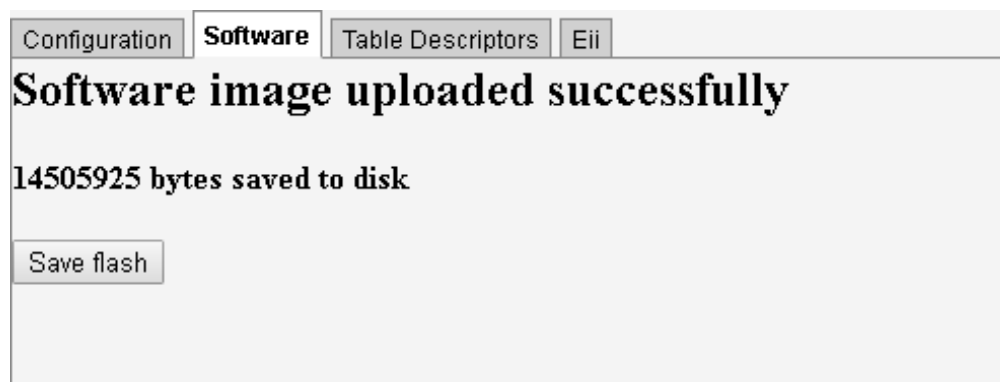 Configuration Software Table Descriptors Eii
Software image uploaded successfully
14505925 bytes saved to disk
Save flash